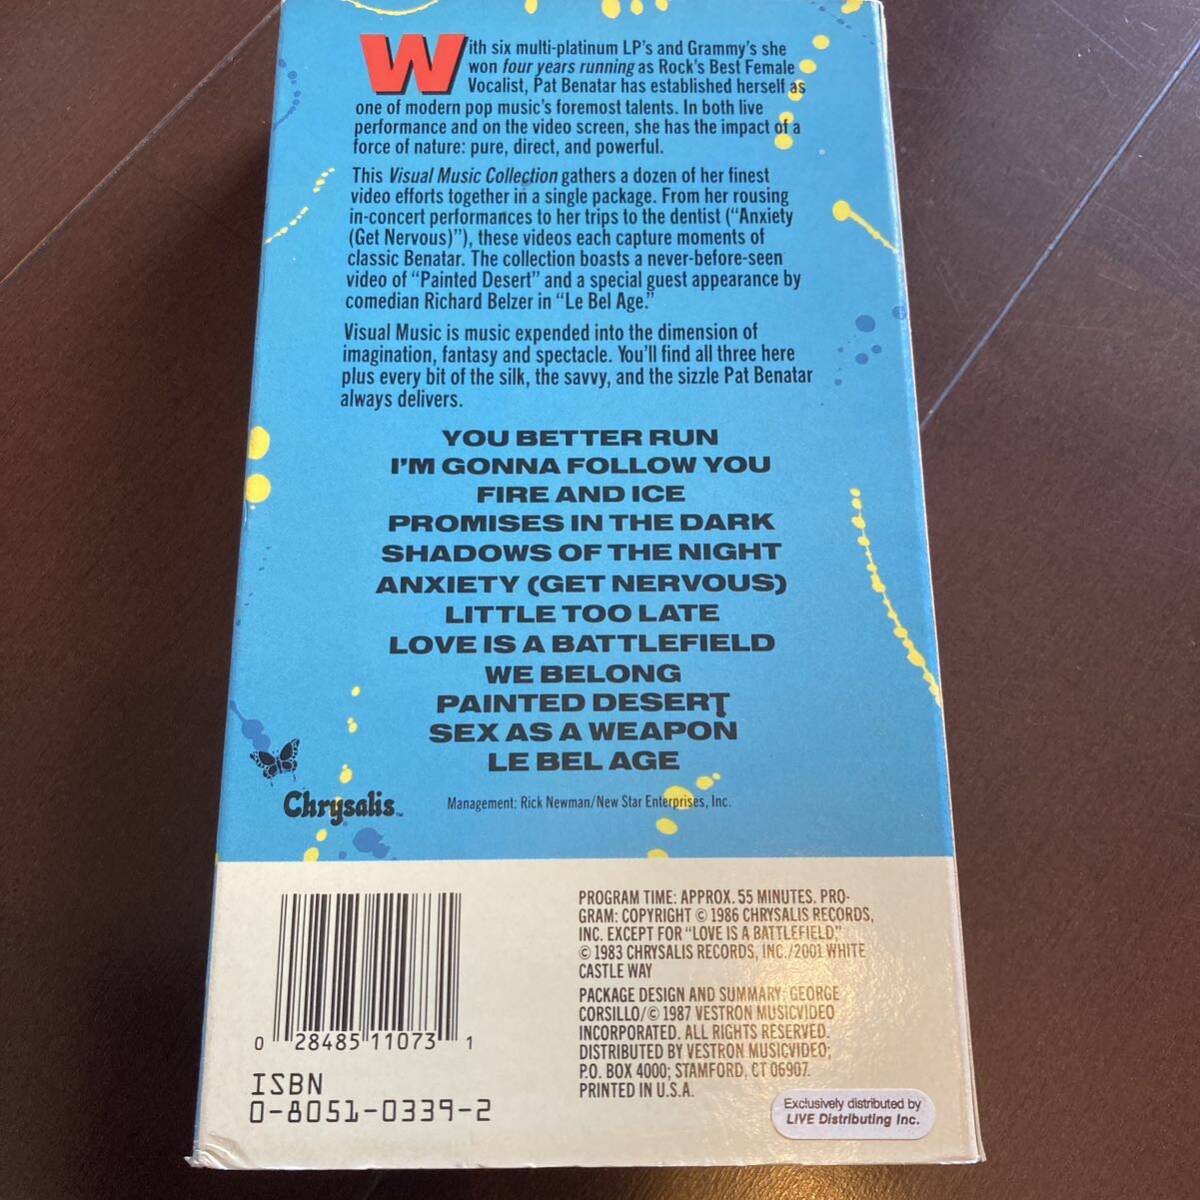 With six multi-platinum LP's and Grammy's she
won four years running as Rock's Best Female
Vocalist, Pat Benatar has established herself as
one of modern pop music's foremost talents. In both live
performance and on the video screen, she has the impact of a
force of nature: pure, direct, and powerful.
This Visual Music Collection gathers a dozen of her finest
video efforts together in a single package. From her rousing
in-concert performances to her trips to the dentist ("Anxiety
(Get Nervous)"), these videos each capture moments of
classic Benatar. The collection boasts a never-before-seen
video of "Painted Desert" and a special guest appearance by
comedian Richard Belzer in "Le Bel Age."
Visual Music is music expended into the dimension of
imagination, fantasy and spectacle. You'll find all three here
plus every bit of the silk, the savvy, and the sizzle Pat Benatar
always delivers.
YOU BETTER RUN
I'M GONNA FOLLOW YOU
FIRE AND ICE
PROMISES IN THE DARK
SHADOWS OF THE NIGHT
ANXIETY (GET NERVOUS)
LITTLE TOO LATE
LOVE IS A BATTLEFIELD
WE BELONG
PAINTED DESERT
SEX AS A WEAPON
LE BEL AGE
Chrysalis™
Management: Rick Newman/New Star Enterprises, Inc.
PROGRAM TIME: APPROX. 55 MINUTES. PRO-
GRAM: COPYRIGHT © 1986 CHRYSALIS RECORDS,
INC. EXCEPT FOR "LOVE IS A BATTLEFIELD,"
© 1983 CHRYSALIS RECORDS, INC./2001 WHITE
CASTLE WAY
PACKAGE DESIGN AND SUMMARY: GEORGE
CORSILLO/© 1987 VESTRON MUSICVIDEO
INCORPORATED. ALL RIGHTS RESERVED.
DISTRIBUTED BY VESTRON MUSICVIDEO;
P.O. BOX 4000; STAMFORD, CT 06907.
PRINTED IN U.S.A.
0 28485 11073 1
ISBN
0-8051-0339-2
Exclusively distributed by
LIVE Distributing Inc.